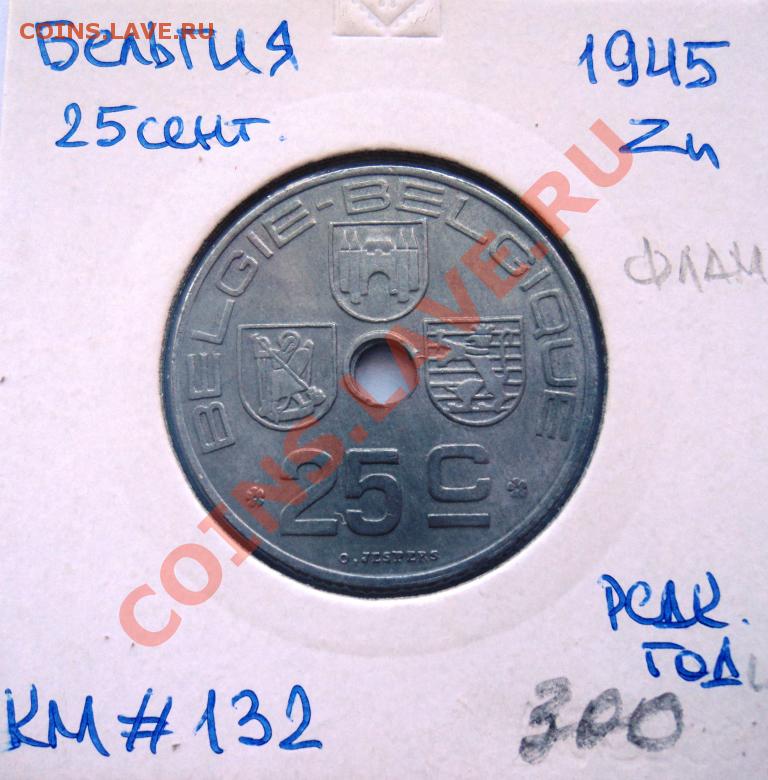 COINS.LAVE.RU
Бельгия
1945
25 сент.
Zn
флам
BELGIE-BELGIQUE
25 C
O. JESPERS
COINS.LAVE.RU
редк.
год
KM # 132
300